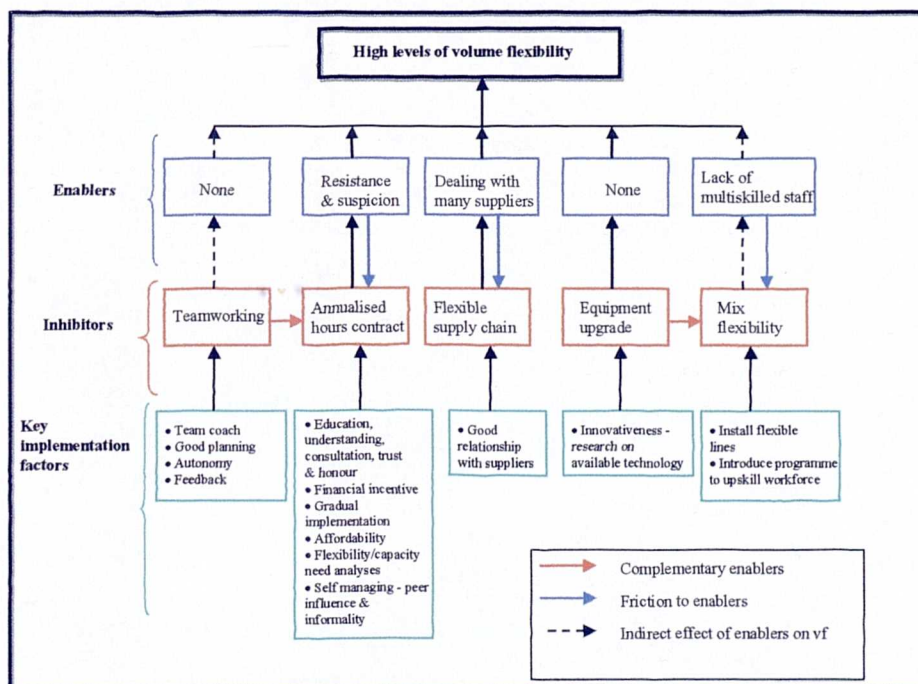 High levels of volume flexibility
Enablers
None
Resistance
& suspicion
Dealing with
many suppliers
None
Lack of
multiskilled staff
Inhibitors
Teamworking
Annualised
hours contract
Flexible
supply chain
Equipment
upgrade
Mix
flexibility
Key
implementation
factors
• Team coach
• Good planning
• Autonomy
• Feedback
• Education,
understanding,
consultation, trust
& honour
• Financial incentive
• Gradual
implementation
• Affordability
• Flexibility/capacity
need analyses
• Self managing - peer
influence &
informality
• Good
relationship
with suppliers
• Innovativeness -
research on
available technology
• Install flexible
lines
• Introduce programme
to upskill workforce
Complementary enablers
Friction to enablers
Indirect effect of enablers on vf